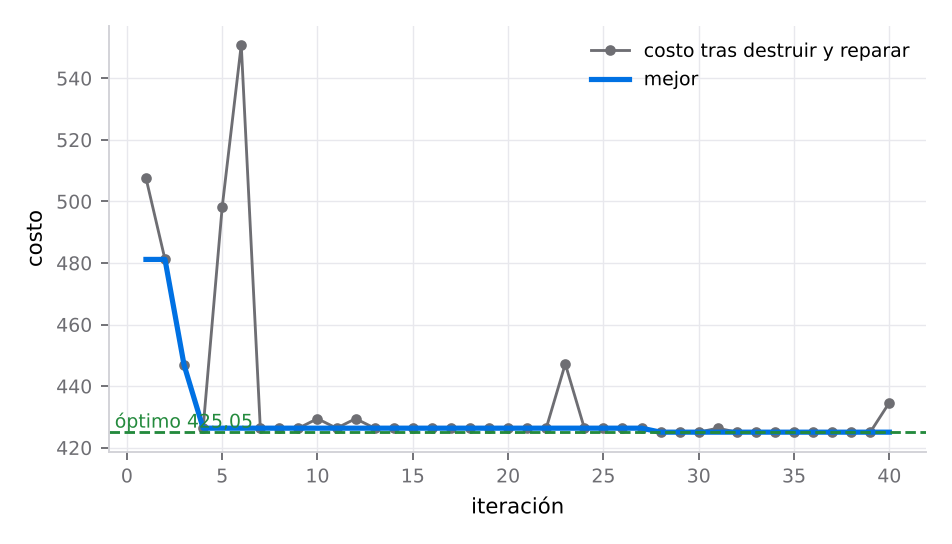 costo tras destruir y reparar
mejor
540
520
500
480
460
440
420
costo
óptimo 425.05
0 5 10 15 20 25 30 35 40
iteración